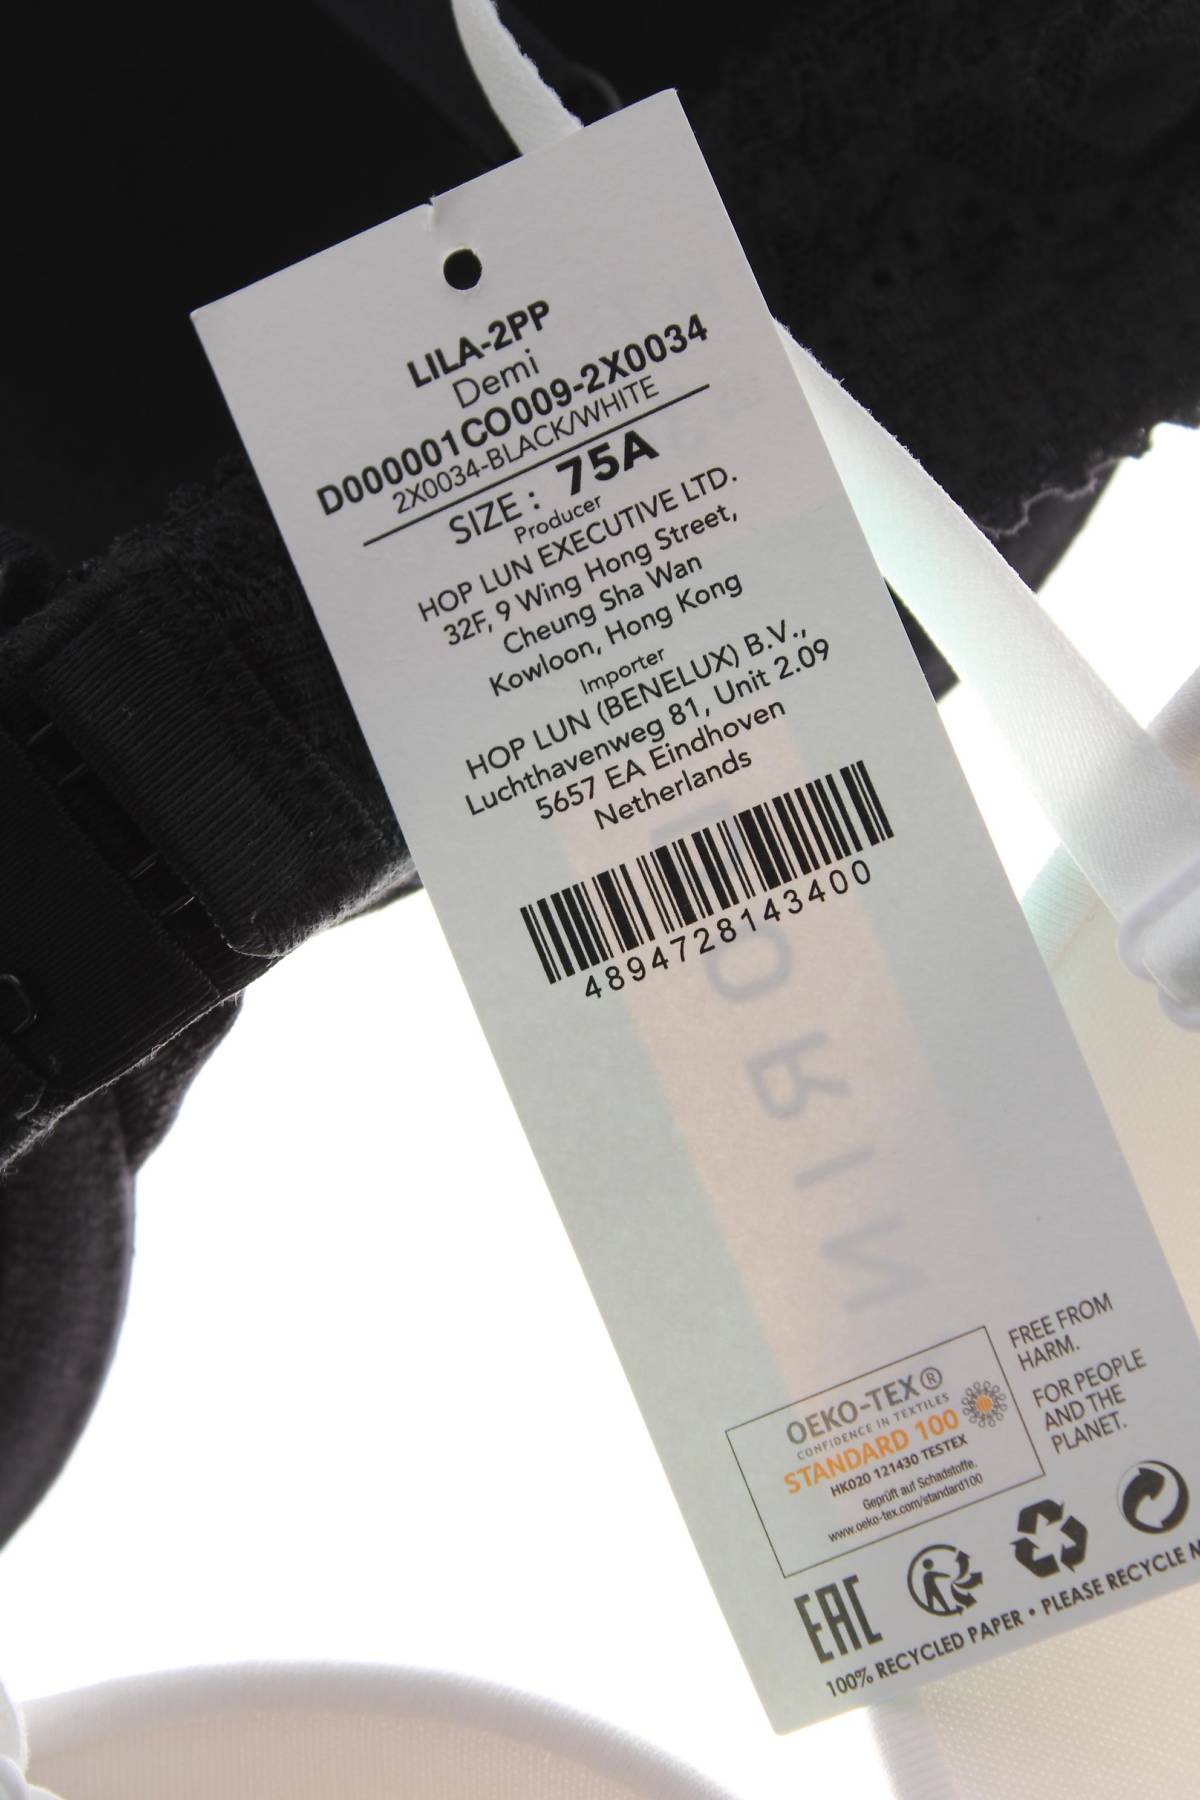 LILA-2PP
Demi
D000001CO009-2X0034
2X0034-BLACK/WHITE
SIZE : 75A
Producer
HOP LUN EXECUTIVE LTD.
32F, 9 Wing Hong Street,
Cheung Sha Wan
Kowloon, Hong Kong
Importer
HOP LUN (BENELUX) B.V.,
Luchthavenweg 81, Unit 2.09
5657 EA Eindhoven
Netherlands
4894728143400
OEKO-TEX®
CONFIDENCE IN TEXTILES
STANDARD 100
HK020 121430 TESTEX
Geprüft auf Schadstoffe.
www.oeko-tex.com/standard100
FREE FROM
HARM.
FOR PEOPLE
AND THE
PLANET.
EAC
100% RECYCLED PAPER • PLEASE RECYCLE